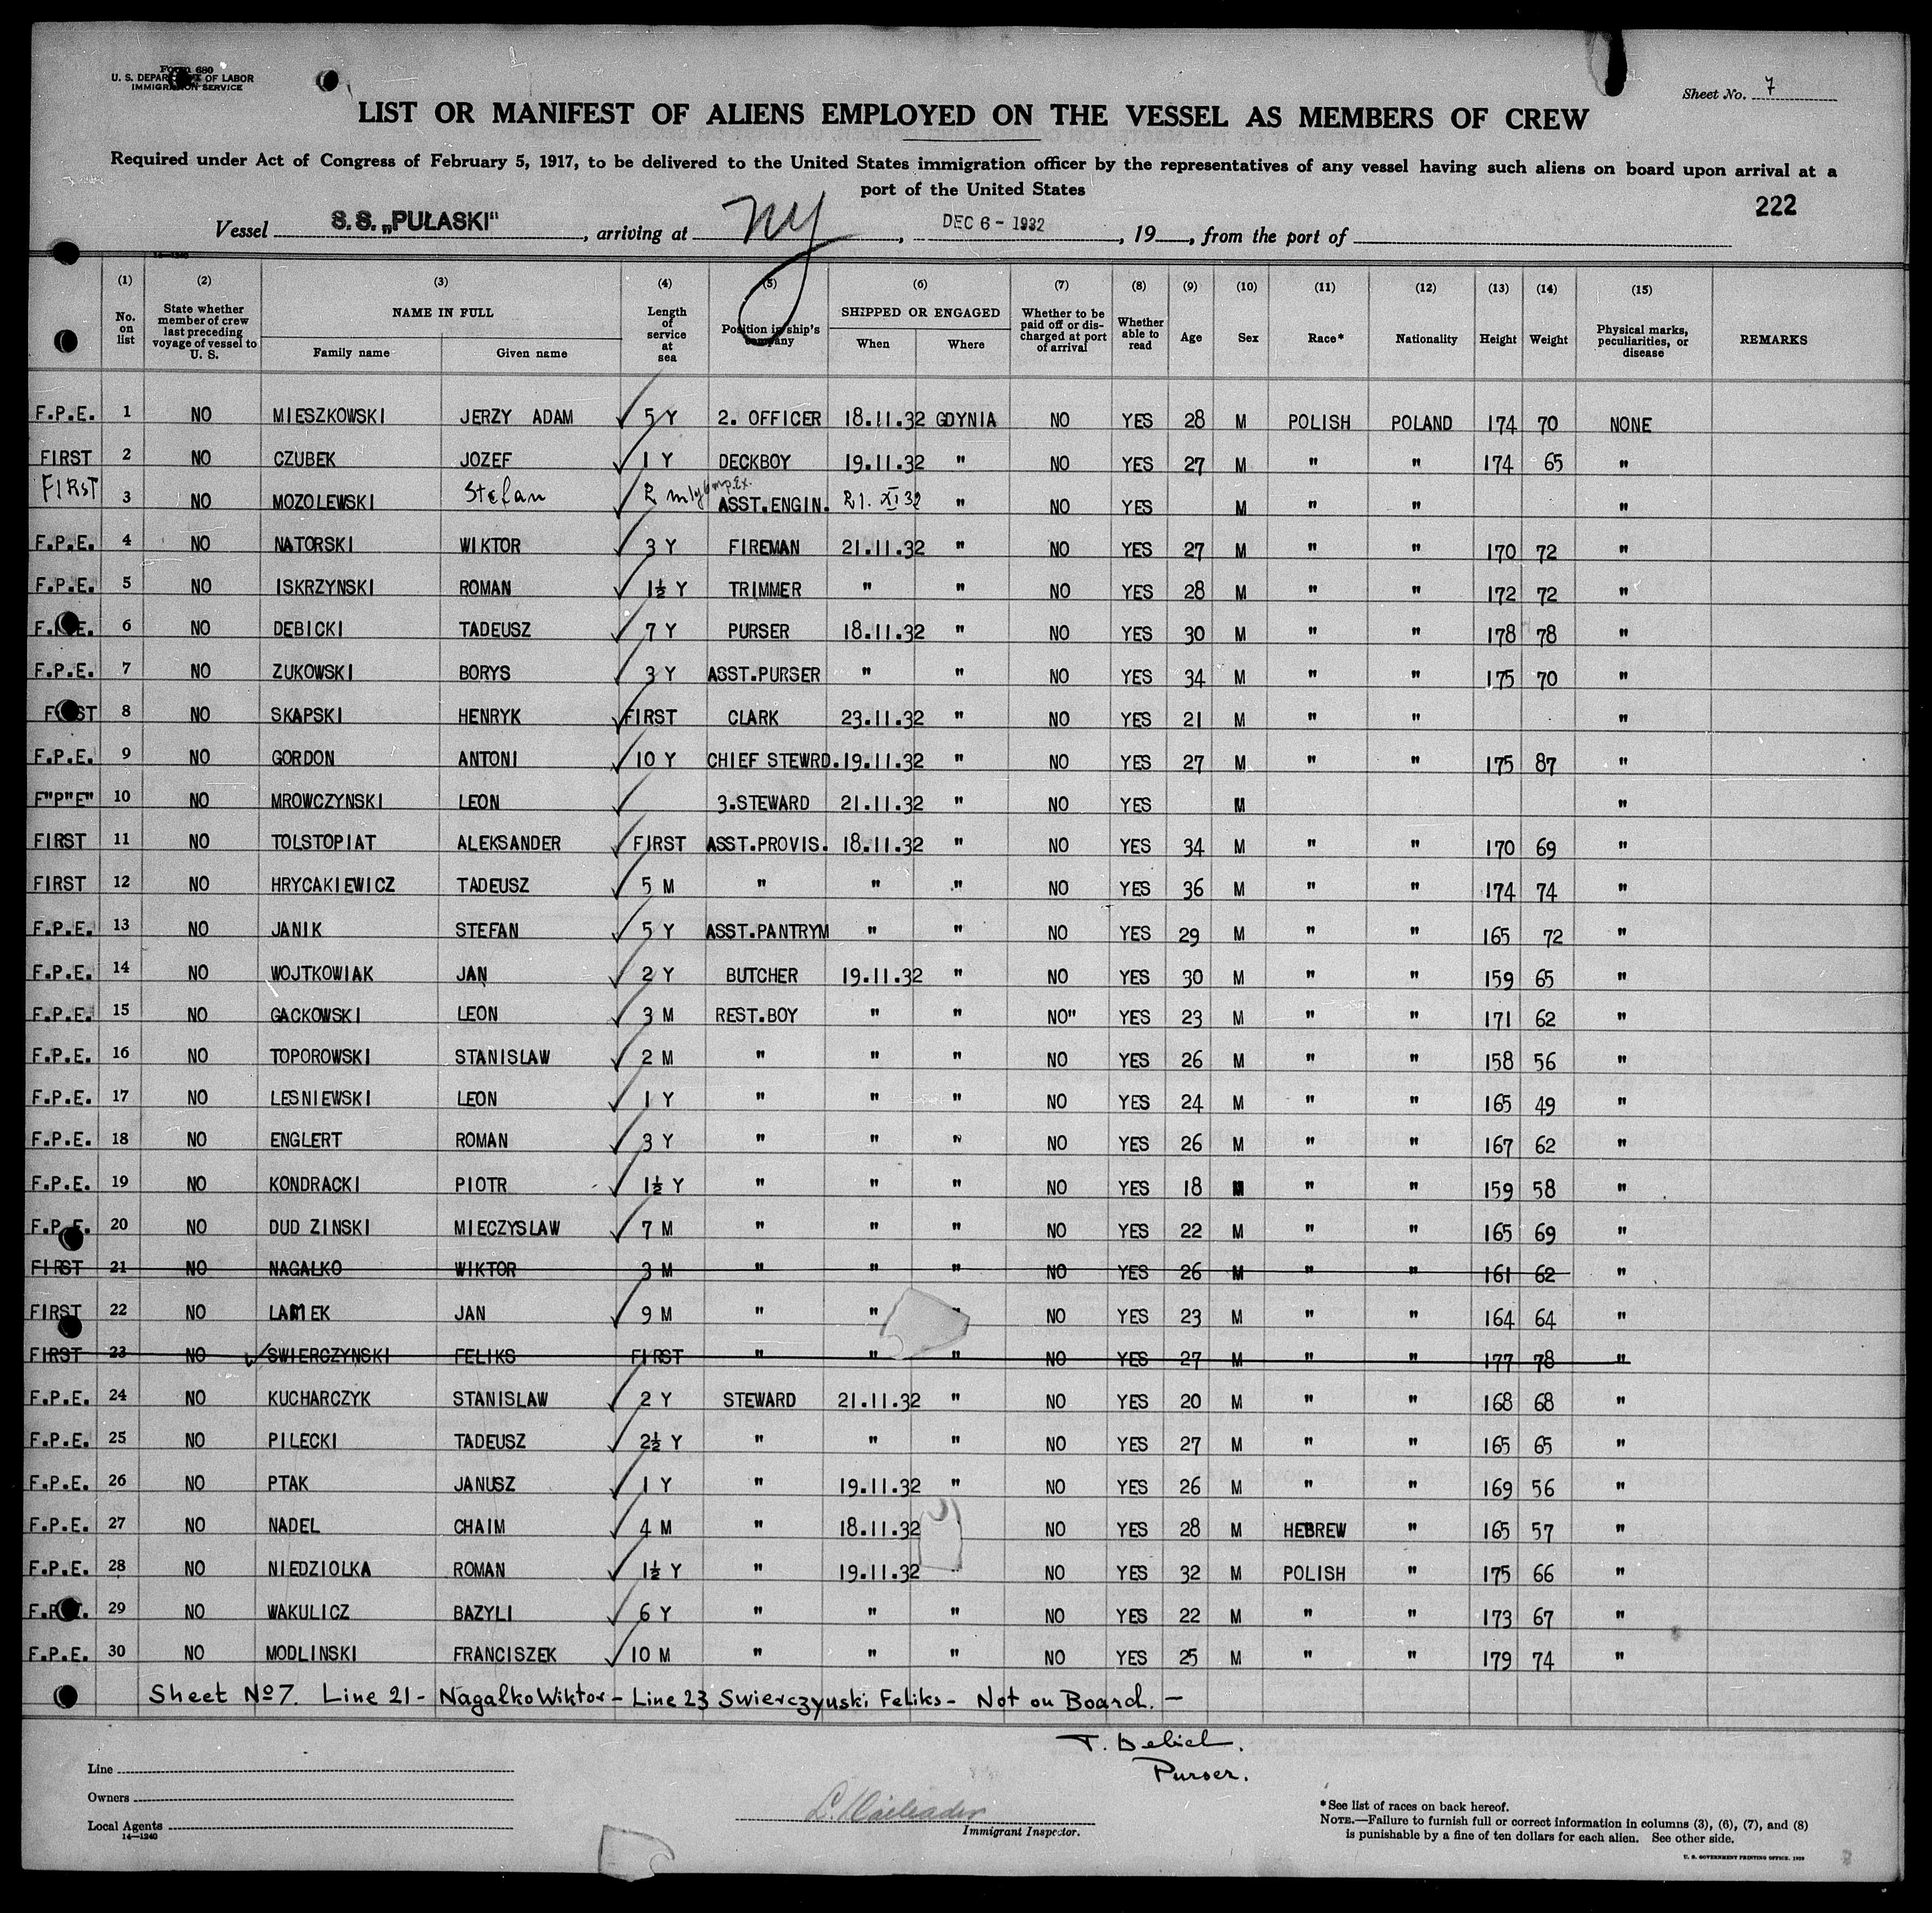 Form 680
U. S. DEPARTMENT OF LABOR
IMMIGRATION SERVICE
Sheet No. 7
LIST OR MANIFEST OF ALIENS EMPLOYED ON THE VESSEL AS MEMBERS OF CREW
Required under Act of Congress of February 5, 1917, to be delivered to the United States immigration officer by the representatives of any vessel having such aliens on board upon arrival at a
port of the United States
222
Vessel S.S. „PUŁASKI", arriving at NY, DEC 6 - 1932, 19 , from the port of
14-1240
(1) (2) (3) (4) (5) (6) (7) (8) (9) (10) (11) (12) (13) (14) (15)
No. on list State whether member of crew last preceding voyage of vessel to U. S. NAME IN FULL Family name Given name Length of service at sea Position in ship's company SHIPPED OR ENGAGED When Where Whether to be paid off or discharged at port of arrival Whether able to read Age Sex Race* Nationality Height Weight Physical marks, peculiarities, or disease REMARKS
F.P.E. 1 NO MIESZKOWSKI JERZY ADAM ✓ 5 Y 2. OFFICER 18.11.32 GDYNIA NO YES 28 M POLISH POLAND 174 70 NONE
FIRST 2 NO CZUBEK JOZEF ✓ 1 Y DECKBOY 19.11.32 " NO YES 27 M " " 174 65 "
FIRST 3 NO MOZOLEWSKI Stefan ✓ 2 ASST.ENGIN. 21. XI 32 " NO YES M " " "
F.P.E. 4 NO NATORSKI WIKTOR ✓ 3 Y FIREMAN 21.11.32 " NO YES 27 M " " 170 72 "
F.P.E. 5 NO ISKRZYNSKI ROMAN ✓ 1½ Y TRIMMER " " NO YES 28 M " " 172 72 "
F.P.E. 6 NO DEBICKI TADEUSZ ✓ 7 Y PURSER 18.11.32 " NO YES 30 M " " 178 78 "
F.P.E. 7 NO ZUKOWSKI BORYS ✓ 3 Y ASST.PURSER " " NO YES 34 M " " 175 70 "
FIRST 8 NO SKAPSKI HENRYK ✓ FIRST CLARK 23.11.32 " NO YES 21 M " " "
F.P.E. 9 NO GORDON ANTONI ✓ 10 Y CHIEF STEWRD. 19.11.32 " NO YES 27 M " " 175 87 "
F"P"E" 10 NO MROWCZYNSKI LEON ✓ 3.STEWARD 21.11.32 " NO YES M "
FIRST 11 NO TOLSTOPIAT ALEKSANDER ✓ FIRST ASST.PROVIS. 18.11.32 " NO YES 34 M " " 170 69 "
FIRST 12 NO HRYCAKIEWICZ TADEUSZ ✓ 5 M " " " NO YES 36 M " " 174 74 "
F.P.E. 13 NO JANIK STEFAN ✓ 5 Y ASST.PANTRYM " " NO YES 29 M " " 165 72 "
F.P.E. 14 NO WOJTKOWIAK JAN ✓ 2 Y BUTCHER 19.11.32 " NO YES 30 M " " 159 65 "
F.P.E. 15 NO GACKOWSKI LEON ✓ 3 M REST.BOY " " NO" YES 23 M " " 171 62 "
F.P.E. 16 NO TOPOROWSKI STANISLAW ✓ 2 M " " " NO YES 26 M " " 158 56 "
F.P.E. 17 NO LESNIEWSKI LEON ✓ 1 Y " " " NO YES 24 M " " 165 49 "
F.P.E. 18 NO ENGLERT ROMAN ✓ 3 Y " " " NO YES 26 M " " 167 62 "
F.P.E. 19 NO KONDRACKI PIOTR ✓ 1½ Y " " " NO YES 18 M " " 159 58 "
F.P.E. 20 NO DUD ZINSKI MIECZYSLAW ✓ 7 M " " " NO YES 22 M " " 165 69 "
FIRST 21 NO NAGALKO WIKTOR 3 M " " " NO YES 26 M " " 161 62 "
FIRST 22 NO LAMEK JAN ✓ 9 M " " " NO YES 23 M " " 164 64 "
FIRST 23 NO ✓ SWIERCZYNSKI FELIKS FIRST " " " NO YES 27 M " " 177 78 "
F.P.E. 24 NO KUCHARCZYK STANISLAW ✓ 2 Y STEWARD 21.11.32 " NO YES 20 M " " 168 68 "
F.P.E. 25 NO PILECKI TADEUSZ ✓ 2½ Y " " " NO YES 27 M " " 165 65 "
F.P.E. 26 NO PTAK JANUSZ ✓ 1 Y " 19.11.32 " NO YES 26 M " " 169 56 "
F.P.E. 27 NO NADEL CHAIM ✓ 4 M " 18.11.32 NO YES 28 M HEBREW " 165 57 "
F.P.E. 28 NO NIEDZIOLKA ROMAN ✓ 1½ Y " 19.11.32 " NO YES 32 M POLISH " 175 66 "
F.P.E. 29 NO WAKULICZ BAZYLI ✓ 6 Y " " " NO YES 22 M " " 173 67 "
F.P.E. 30 NO MODLINSKI FRANCISZEK ✓ 10 M " " " NO YES 25 M " " 179 74 "
Sheet No 7. Line 21 - Nagałko Wiktor - Line 23 Swierczynski Feliks - Not on Board. -
T. Debicki.
Purser.
Line
Owners
Local Agents
14-1240
Immigrant Inspector.
* See list of races on back hereof.
NOTE.—Failure to furnish full or correct information in columns (3), (6), (7), and (8)
is punishable by a fine of ten dollars for each alien. See other side.
U. S. GOVERNMENT PRINTING OFFICE: 1929